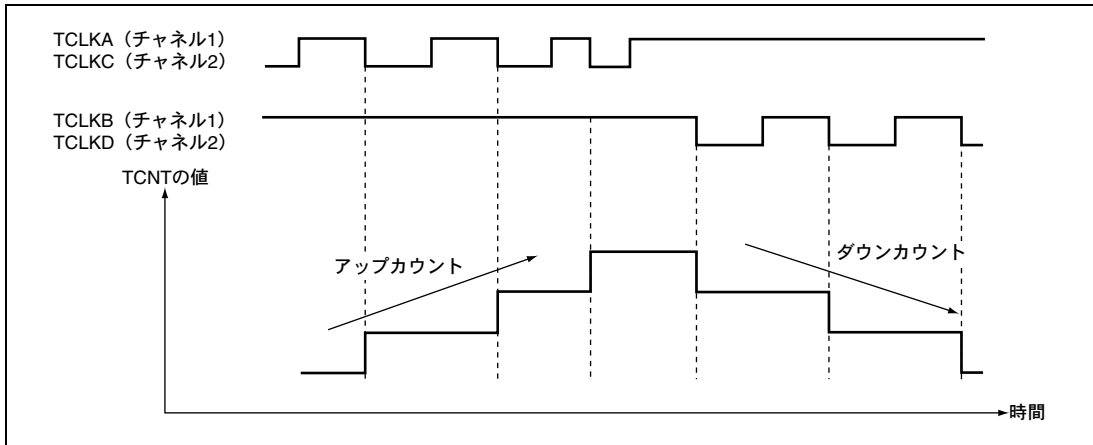 TCLKA（チャネル1）
TCLKC（チャネル2）
TCLKB（チャネル1）
TCLKD（チャネル2）
TCNTの値
アップカウント
ダウンカウント
時間